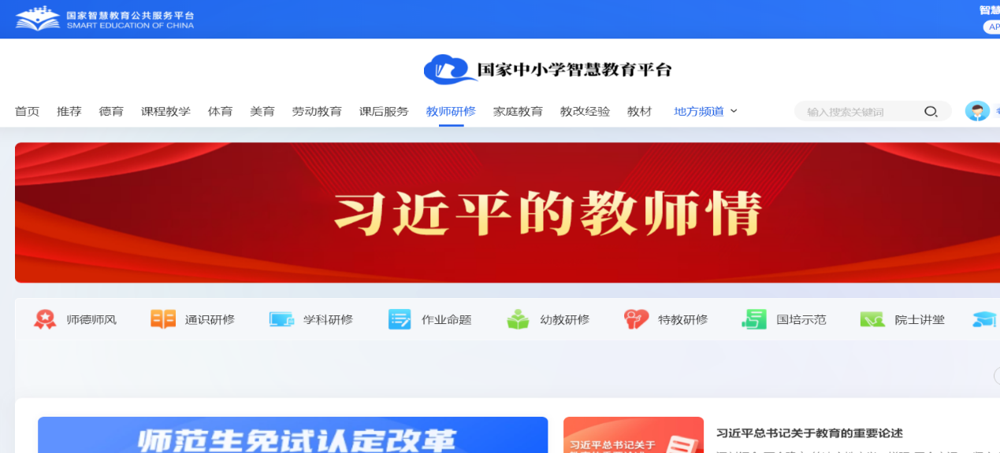 国家智慧教育公共服务平台
SMART EDUCATION OF CHINA
智慧
AP
国家中小学智慧教育平台
首页 推荐 德育 课程教学 体育 美育 劳动教育 课后服务 教师研修 家庭教育 教改经验 教材 地方频道 输入搜索关键词
习近平的教师情
师德师风 通识研修 学科研修 作业命题 幼教研修 特教研修 国培示范 院士讲堂
师范生免试认定改革
习近平总书记关于
习近平总书记关于教育的重要论述